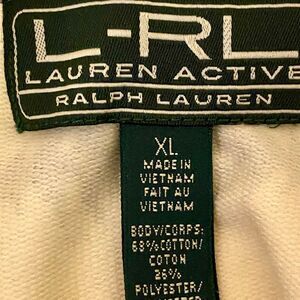 L-RL
LAUREN ACTIVE
RALPH LAUREN
XL
MADE IN
VIETNAM
FAIT AU
VIETNAM
BODY/CORPS:
68%COTTON/
COTON
26%
POLYESTER/